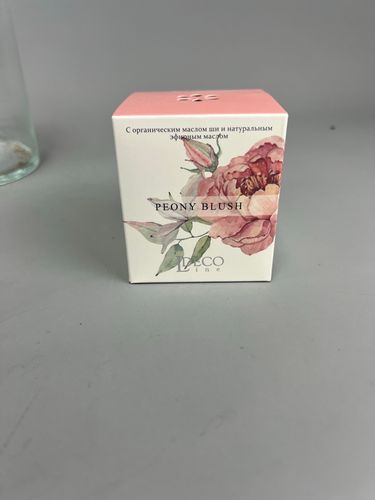 С органическим маслом ши и натуральным
эфирным маслом
PEONY BLUSH
DECO
Line